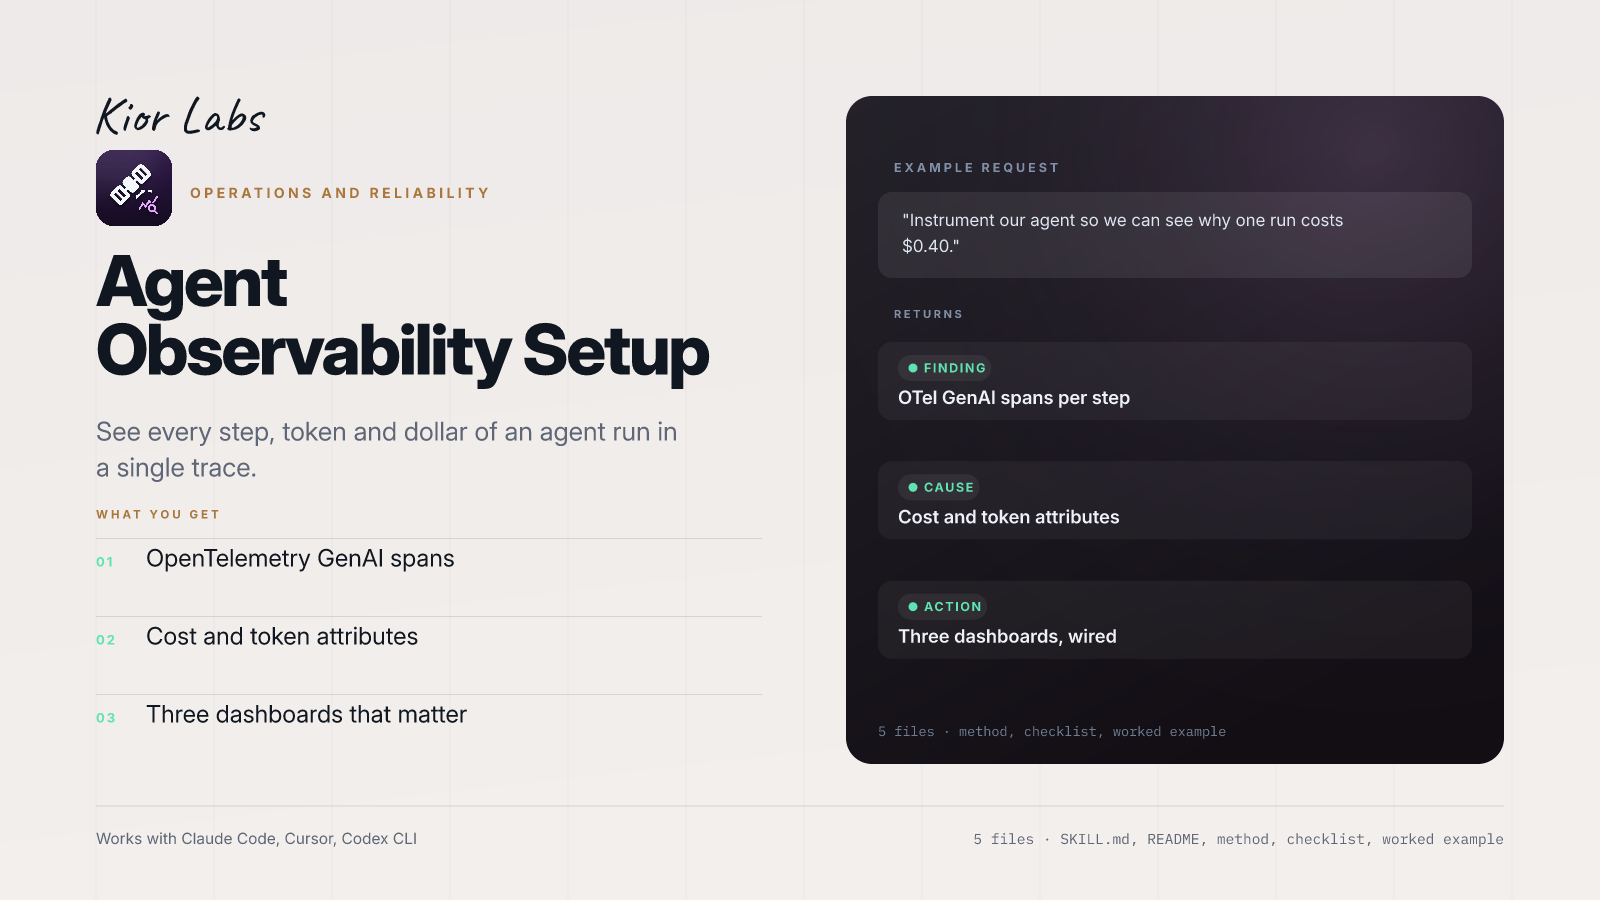 Kior Labs
OPERATIONS AND RELIABILITY
Agent
Observability Setup
See every step, token and dollar of an agent run in
a single trace.
WHAT YOU GET
01 OpenTelemetry GenAI spans
02 Cost and token attributes
03 Three dashboards that matter
EXAMPLE REQUEST
"Instrument our agent so we can see why one run costs
$0.40."
RETURNS
FINDING
OTel GenAI spans per step
CAUSE
Cost and token attributes
ACTION
Three dashboards, wired
5 files · method, checklist, worked example
Works with Claude Code, Cursor, Codex CLI
5 files · SKILL.md, README, method, checklist, worked example